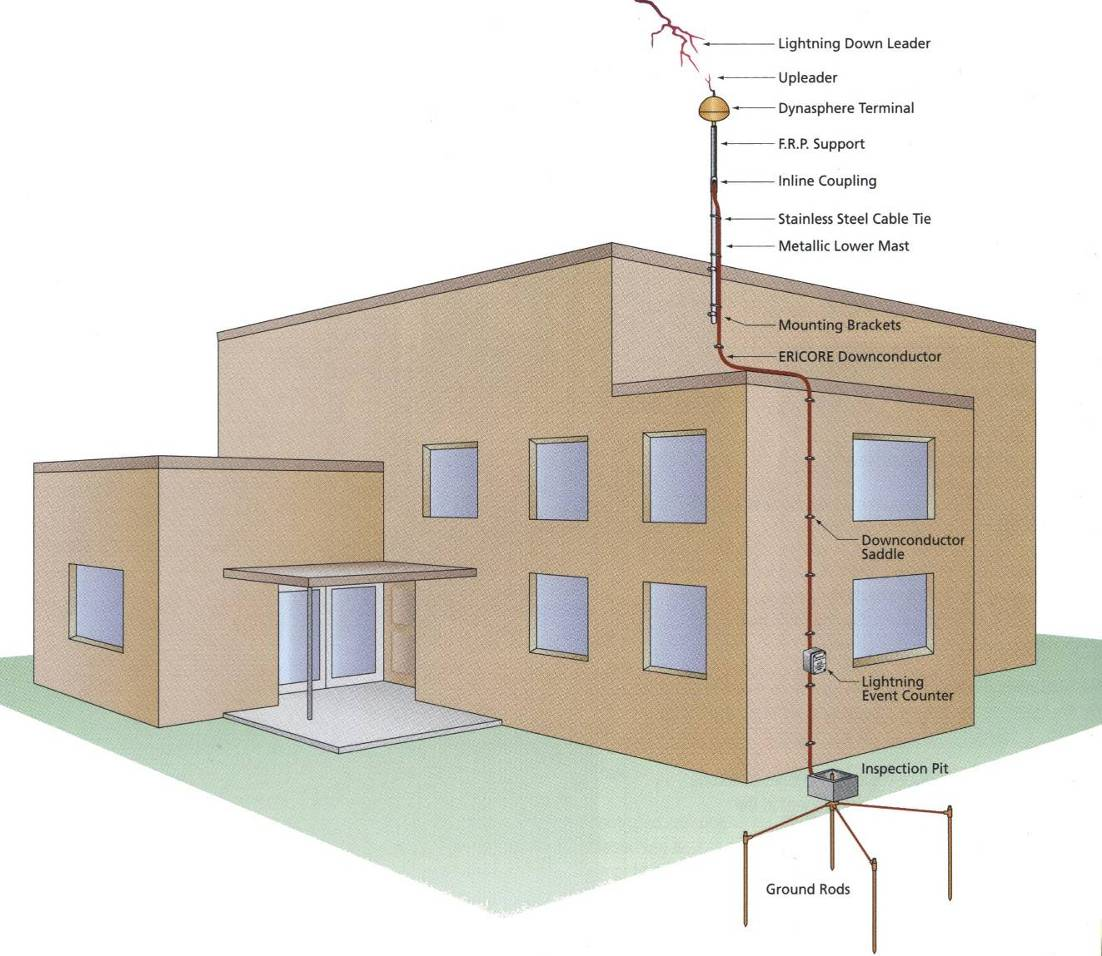 Lightning Down Leader
Upleader
Dynasphere Terminal
F.R.P. Support
Inline Coupling
Stainless Steel Cable Tie
Metallic Lower Mast
Mounting Brackets
ERICORE Downconductor
Downconductor
Saddle
Lightning
Event Counter
Inspection Pit
Ground Rods